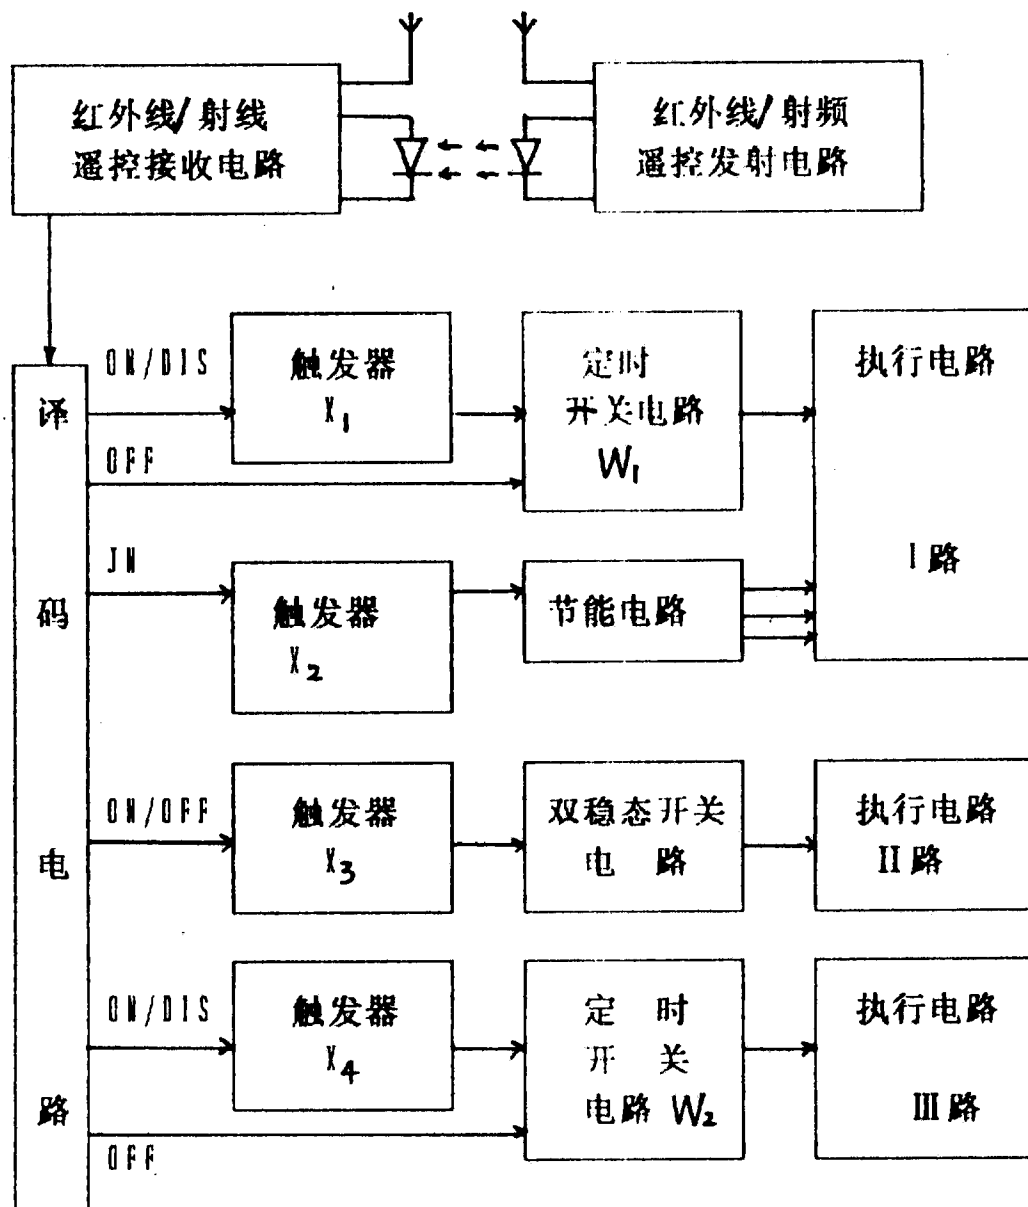 红外线/射线
遥控接收电路
红外线/射频
遥控发射电路
译
码
电
路
ON/DIS
触发器
X₁
定时
开关电路
W₁
执行电路
I路
OFF
JN
触发器
X₂
节能电路
ON/OFF
触发器
X₃
双稳态开关
电 路
执行电路
II路
ON/DIS
触发器
X₄
定 时
开 关
电路 W₂
执行电路
III路
OFF